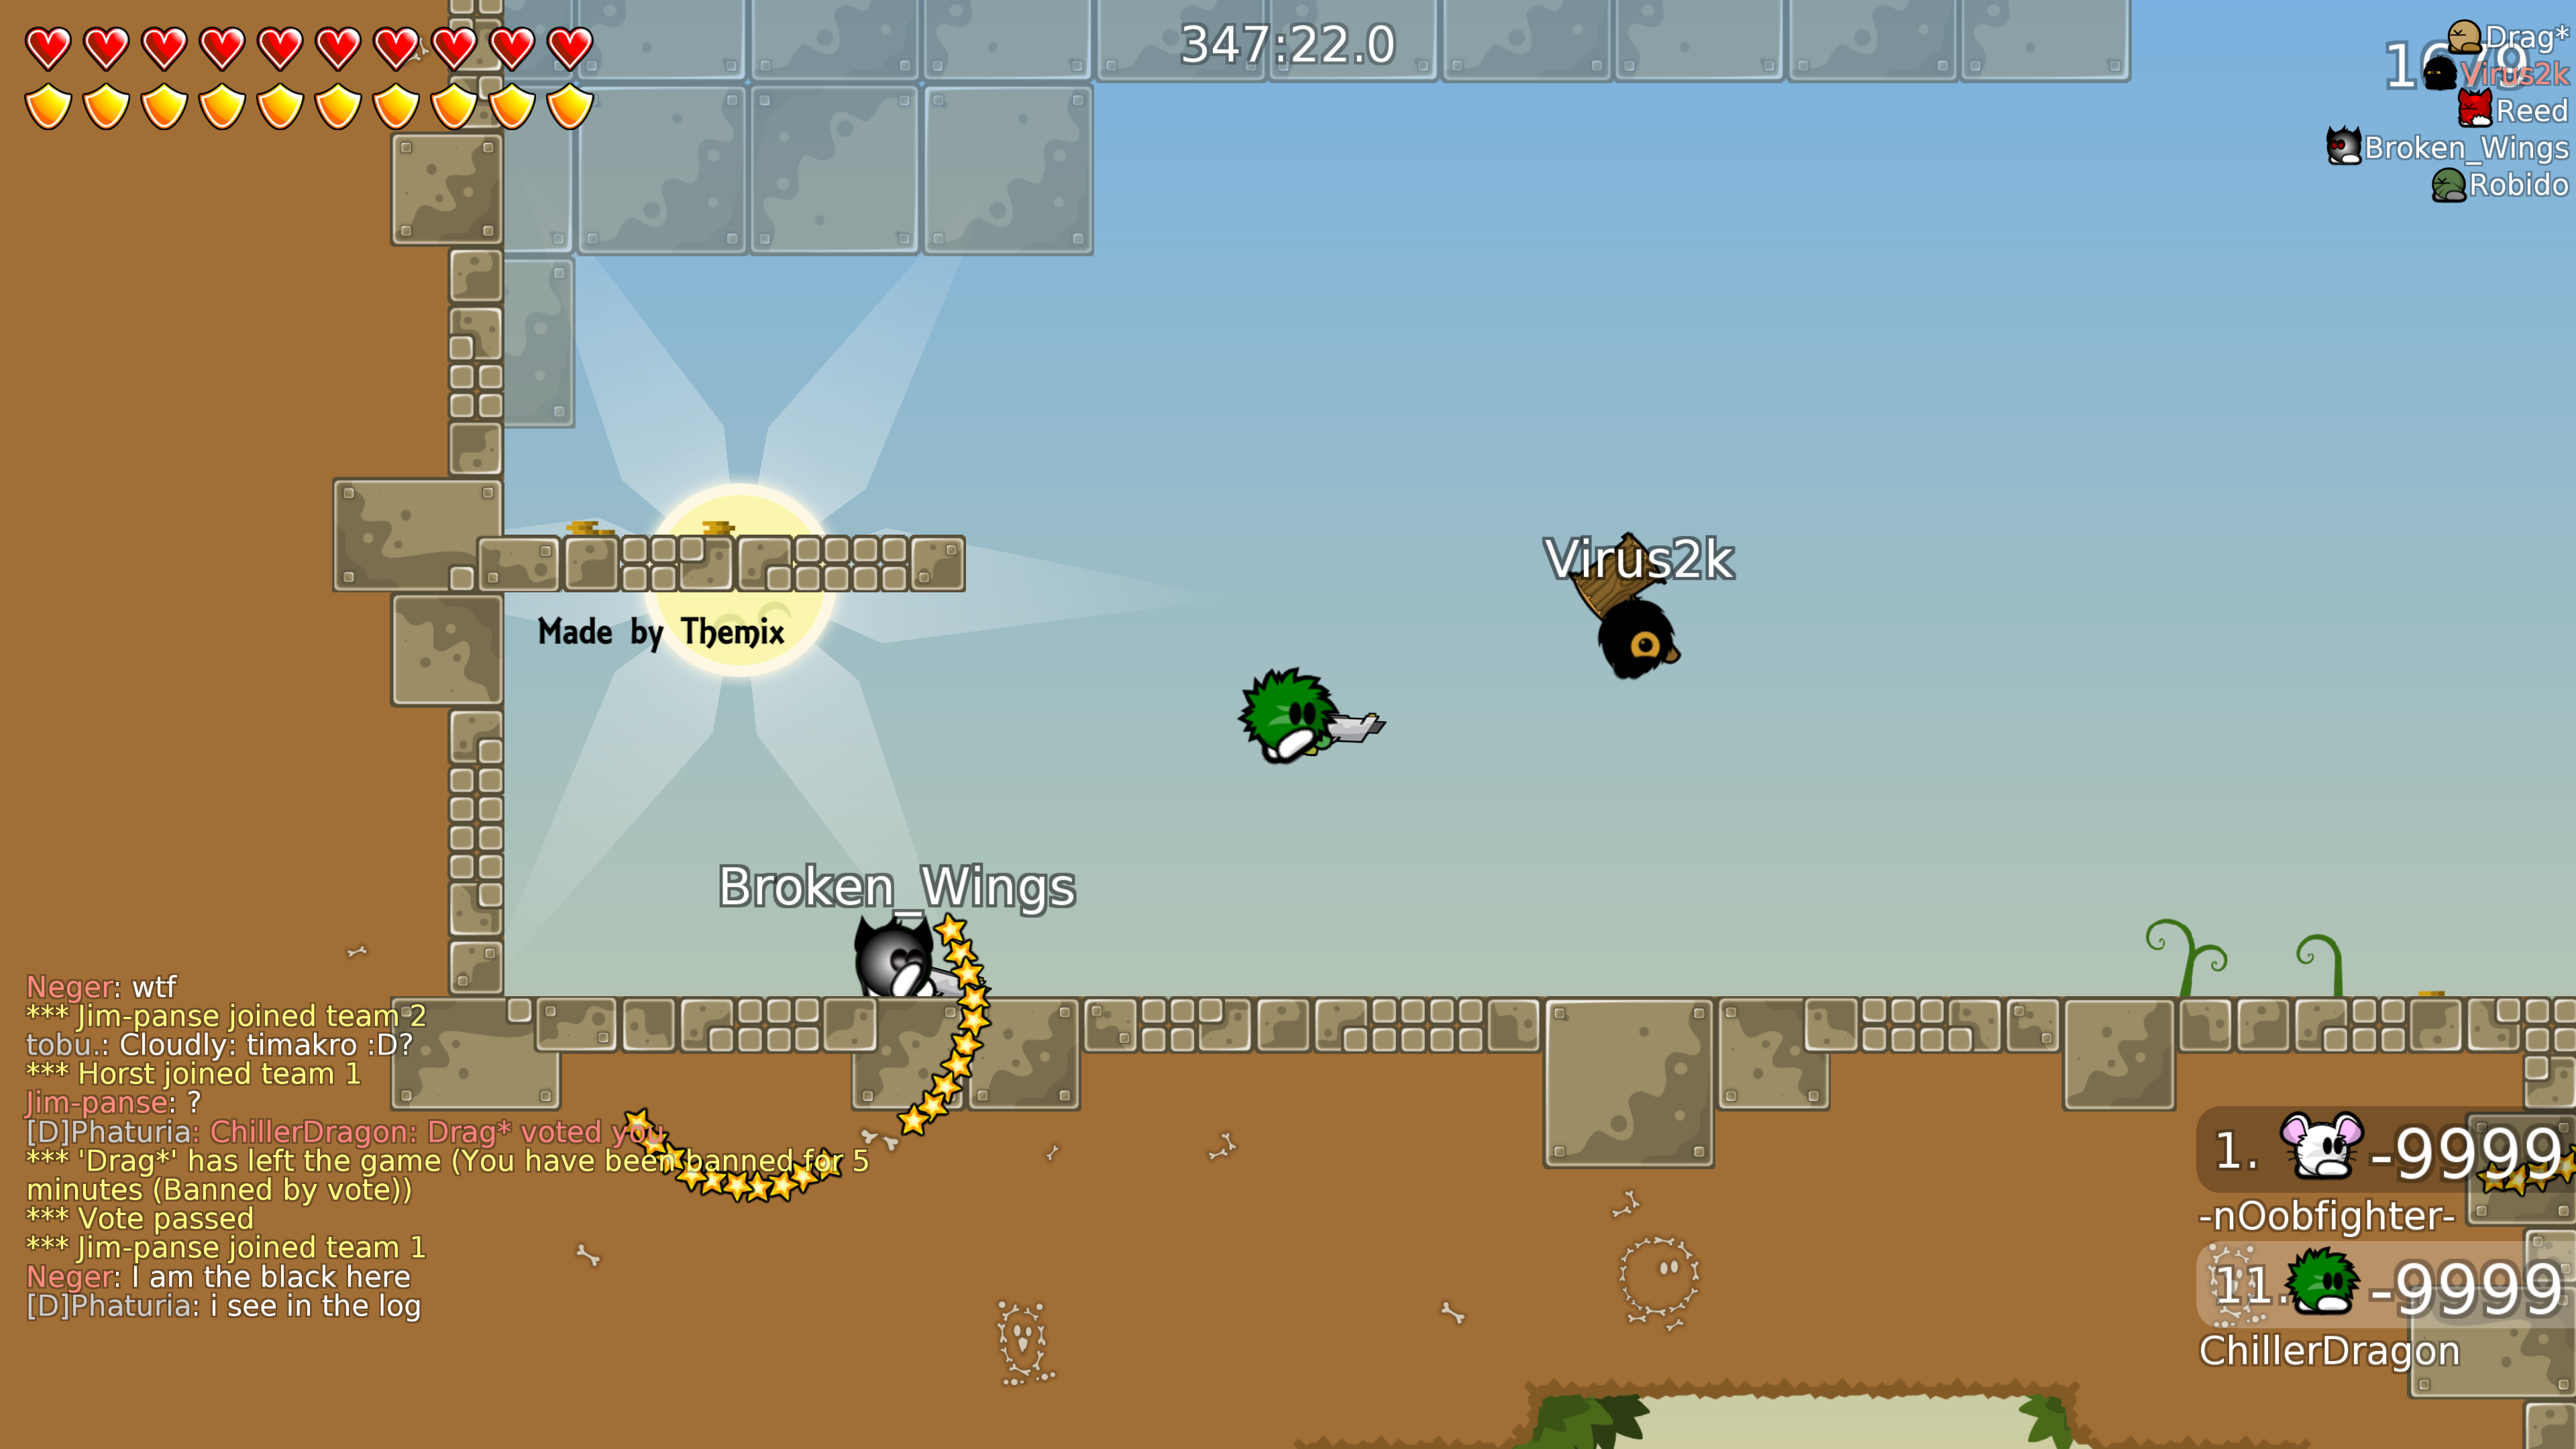 347:22.0
Drag*
Virus2k
Reed
Broken_Wings
Robido
Virus2k
Made by Themix
Broken_Wings
Neger: wtf
*** Jim-panse joined team 2
tobu.: Cloudly: timakro :D?
*** Horst joined team 1
Jim-panse: ?
[D]Phaturia: ChillerDragon: Drag* voted you
*** 'Drag*' has left the game (You have been banned for 5
minutes (Banned by vote))
*** Vote passed
*** Jim-panse joined team 1
Neger: I am the black here
[D]Phaturia: i see in the log
1. -9999
-nOobfighter-
11. -9999
ChillerDragon